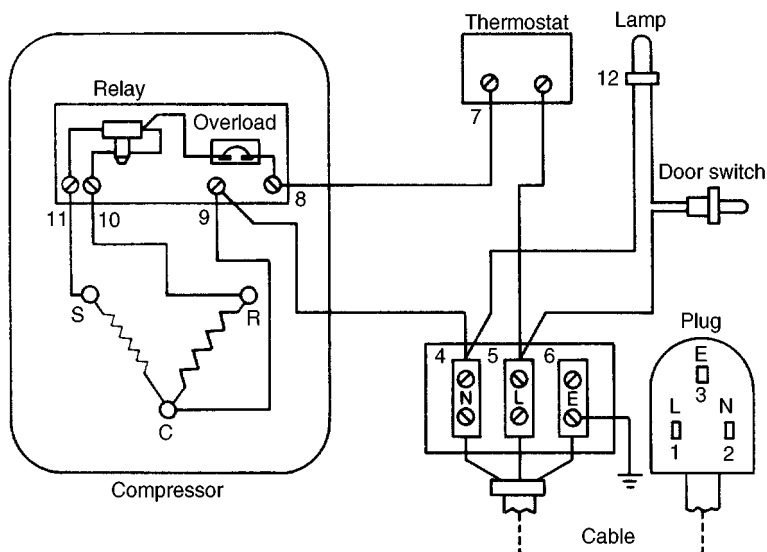 Thermostat
Lamp
Relay
Overload
12
7
Door switch
8
11
10
9
S
R
Plug
4
5
6
E
3
N
L
E
L
N
1
2
C
Compressor
Cable